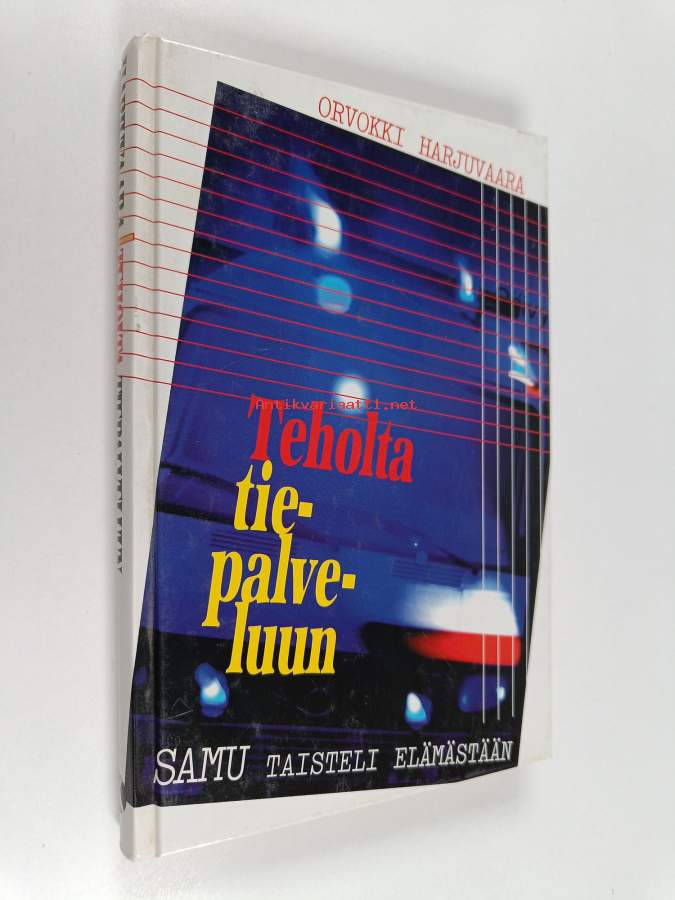 ORVOKKI HARJUVAARA
Teholta
Antikvariaatti.net
tie-
palve-
luun
SAMU TAISTELI ELÄMÄSTÄÄN